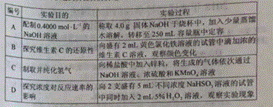 编号
实验目的
实验过程
A
配制0.4000 mol·L⁻¹的
NaOH溶液
称取4.0 g固体NaOH于烧杯中,加入少量蒸馏
水溶解,转移至250 mL容量瓶中定容
B
探究维生素C的还原性
向盛有2 mL黄色氯化铁溶液的试管中滴加浓的
维生素C溶液,观察颜色变化
C
制取并纯化氢气
向稀盐酸中加入锌粒,将生成的气体依次通过
NaOH溶液、浓硫酸和KMnO₄溶液
D
探究浓度对反应速率的
影响
向2支盛有5 mL不同浓度NaHSO₃溶液的试管
中同时加入2 mL 5% H₂O₂溶液,观察实验现象